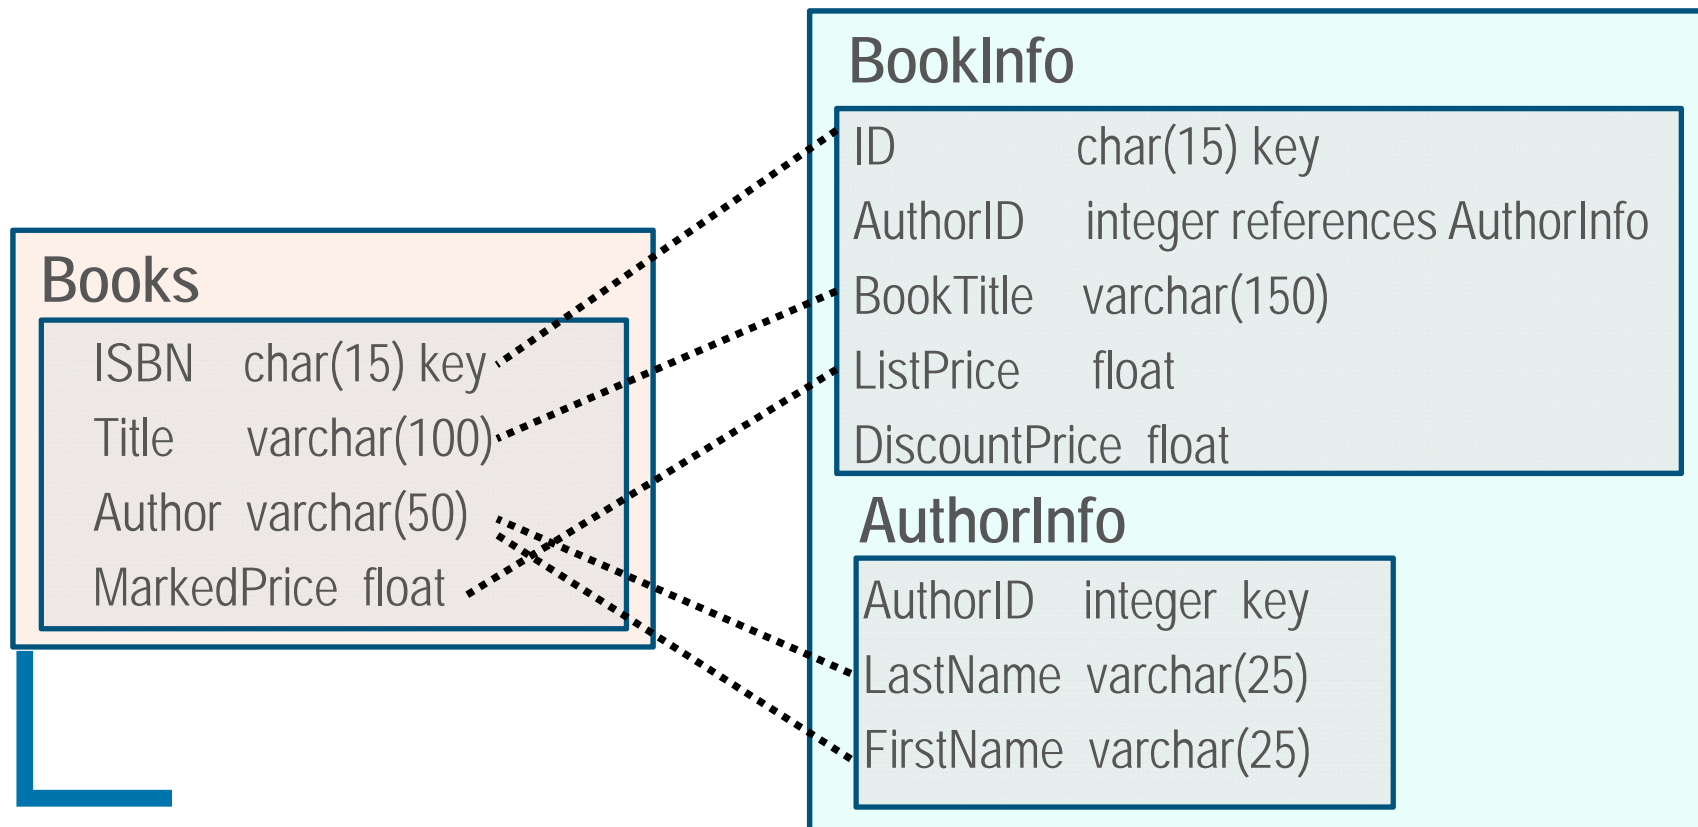 Books
ISBN char(15) key
Title varchar(100)
Author varchar(50)
MarkedPrice float
BookInfo
ID char(15) key
AuthorID integer references AuthorInfo
BookTitle varchar(150)
ListPrice float
DiscountPrice float
AuthorInfo
AuthorID integer key
LastName varchar(25)
FirstName varchar(25)